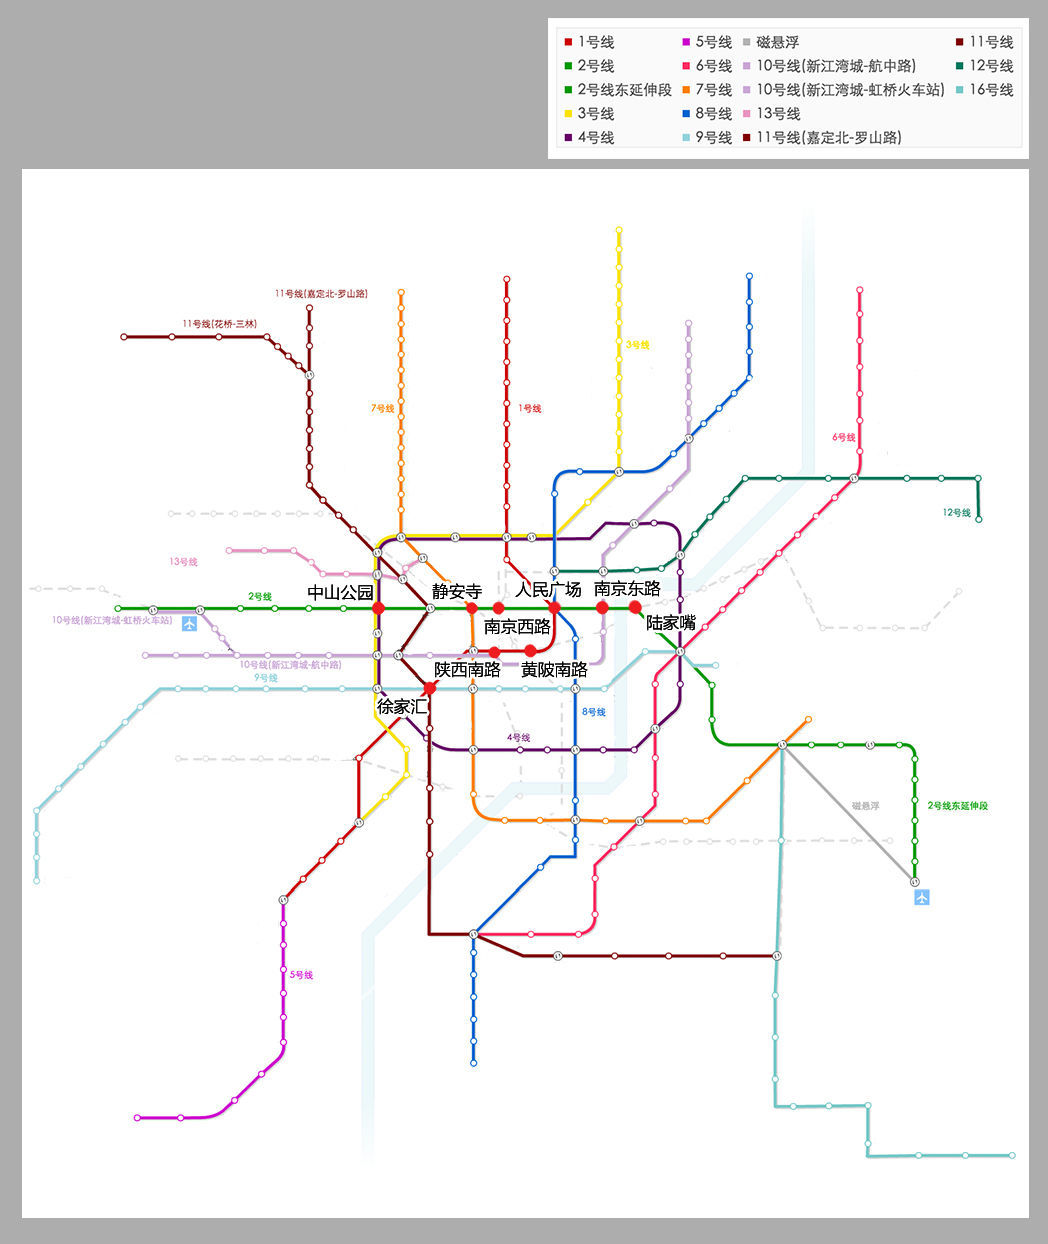 1号线
5号线
磁悬浮
11号线
2号线
6号线
10号线(新江湾城-航中路)
12号线
2号线东延伸段
7号线
10号线(新江湾城-虹桥火车站)
16号线
3号线
8号线
13号线
4号线
9号线
11号线(嘉定北-罗山路)
11号线(嘉定北-罗山路)
11号线(花桥-三林)
3号线
7号线
1号线
6号线
12号线
13号线
中山公园
静安寺
人民广场
南京东路
2号线
10号线(新江湾城-虹桥火车站)
南京西路
陆家嘴
10号线(新江湾城-航中路)
陕西南路
黄陂南路
9号线
徐家汇
8号线
4号线
磁悬浮
2号线东延伸段
5号线